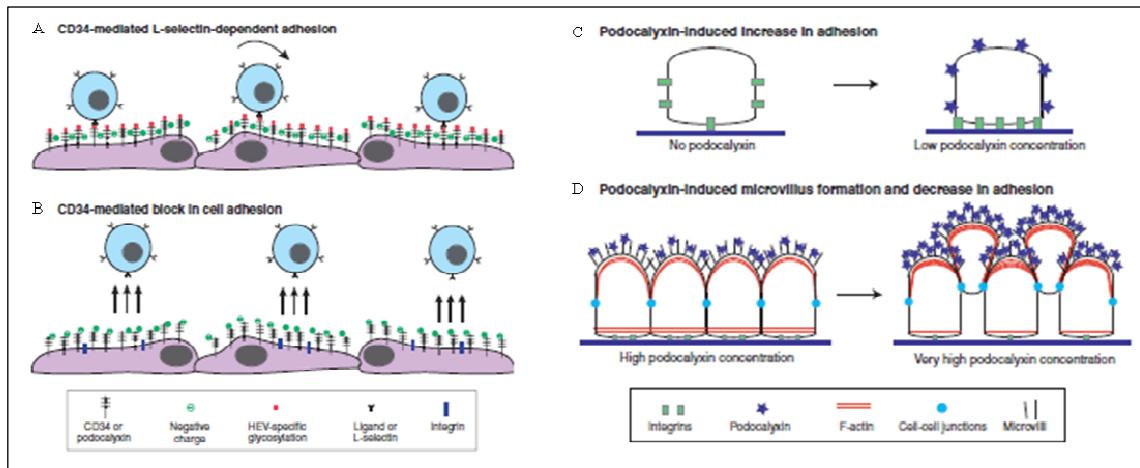 A CD34-mediated L-selectin-dependent adhesion
B CD34-mediated block in cell adhesion
CD34 or
podocalyxin
Negative
charge
HEV-specific
glycosylation
Ligand or
L-selectin
Integrin
C Podocalyxin-induced increase in adhesion
No podocalyxin
Low podocalyxin concentration
D Podocalyxin-induced microvillus formation and decrease in adhesion
High podocalyxin concentration
Very high podocalyxin concentration
Integrins
Podocalyxin
F-actin
Cell-cell junctions
Microvilli